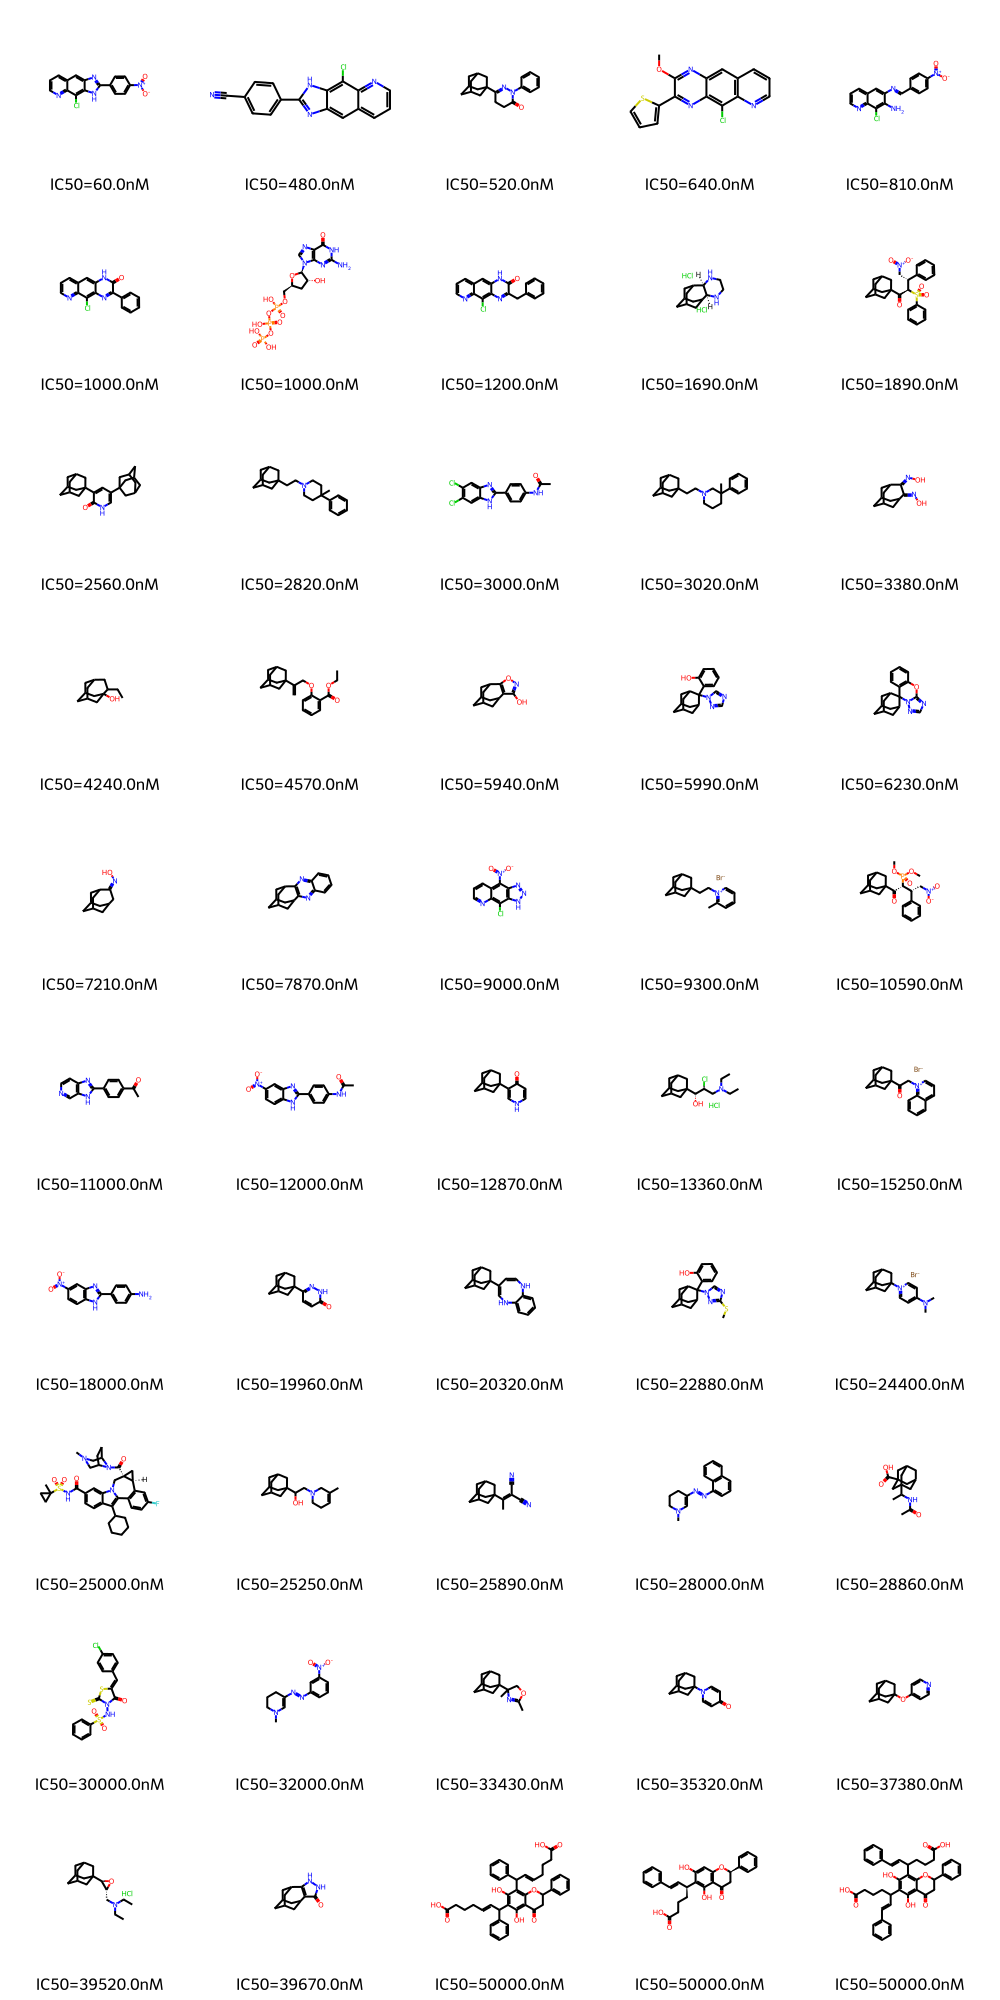 IC50=60.0nM IC50=480.0nM IC50=520.0nM IC50=640.0nM IC50=810.0nM
IC50=1000.0nM IC50=1000.0nM IC50=1200.0nM IC50=1690.0nM IC50=1890.0nM
IC50=2560.0nM IC50=2820.0nM IC50=3000.0nM IC50=3020.0nM IC50=3380.0nM
IC50=4240.0nM IC50=4570.0nM IC50=5940.0nM IC50=5990.0nM IC50=6230.0nM
IC50=7210.0nM IC50=7870.0nM IC50=9000.0nM IC50=9300.0nM IC50=10590.0nM
IC50=11000.0nM IC50=12000.0nM IC50=12870.0nM IC50=13360.0nM IC50=15250.0nM
IC50=18000.0nM IC50=19960.0nM IC50=20320.0nM IC50=22880.0nM IC50=24400.0nM
IC50=25000.0nM IC50=25250.0nM IC50=25890.0nM IC50=28000.0nM IC50=28860.0nM
IC50=30000.0nM IC50=32000.0nM IC50=33430.0nM IC50=35320.0nM IC50=37380.0nM
IC50=39520.0nM IC50=39670.0nM IC50=50000.0nM IC50=50000.0nM IC50=50000.0nM